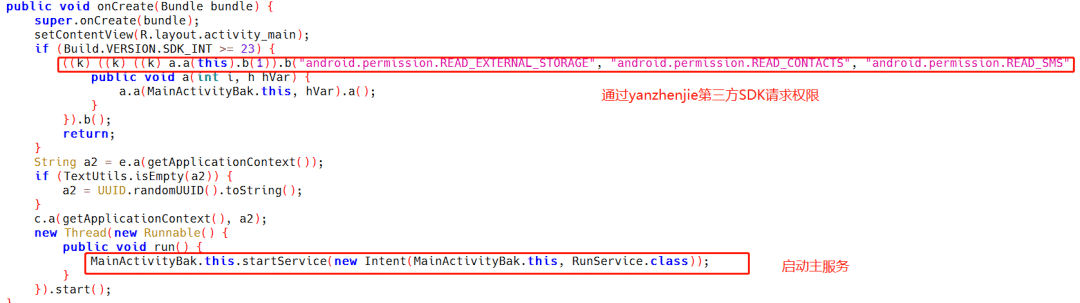 public void onCreate(Bundle bundle) {
super.onCreate(bundle);
setContentView(R.layout.activity_main);
if (Build.VERSION.SDK_INT >= 23) {
((k) ((k) ((k) a.a(this).b(1)).b("android.permission.READ_EXTERNAL_STORAGE", "android.permission.READ_CONTACTS", "android.permission.READ_SMS"
public void a(int i, h hVar) {
a.a(MainActivityBak.this, hVar).a();
通过yanzhenjie第三方SDK请求权限
}
}).b();
return;
}
String a2 = e.a(getApplicationContext());
if (TextUtils.isEmpty(a2)) {
a2 = UUID.randomUUID().toString();
}
c.a(getApplicationContext(), a2);
new Thread(new Runnable() {
public void run() {
MainActivityBak.this.startService(new Intent(MainActivityBak.this, RunService.class));
启动主服务
}
}).start();
}